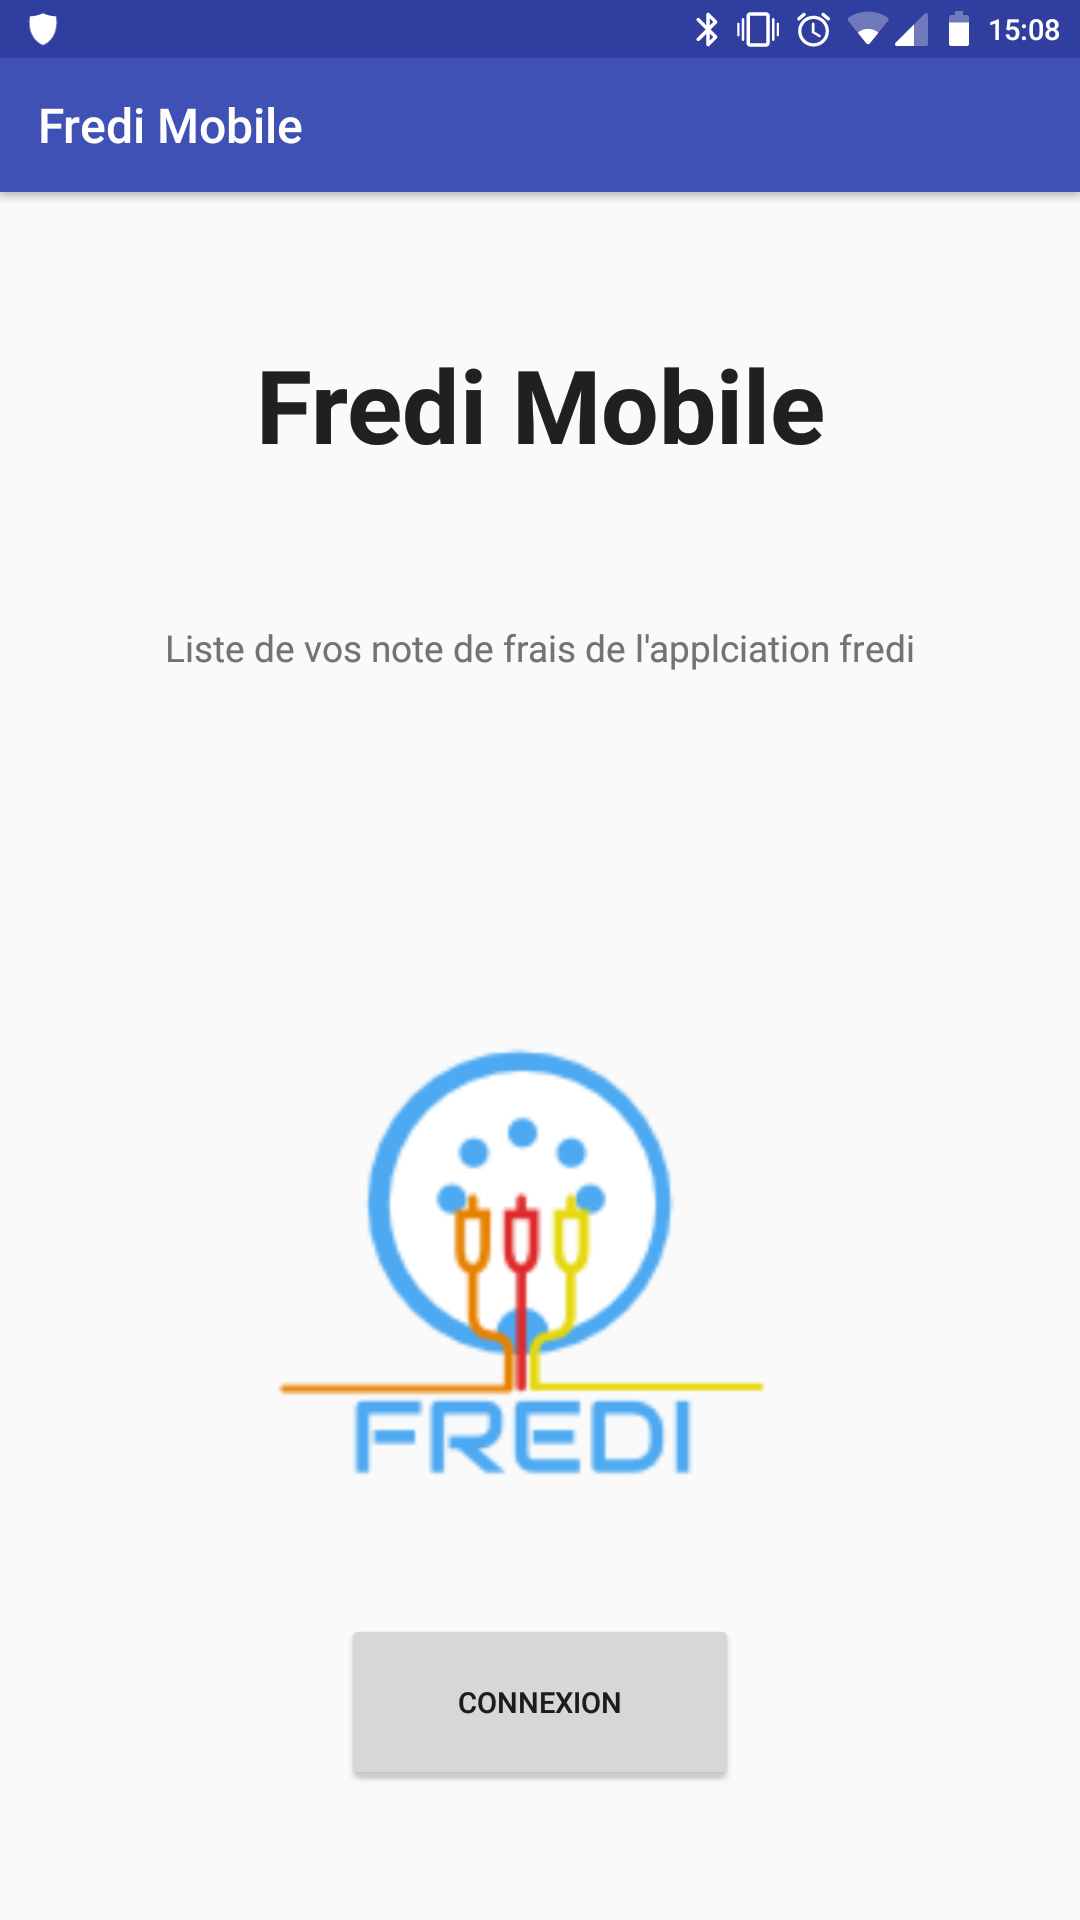 15:08
Fredi Mobile
Fredi Mobile
Liste de vos note de frais de l'applciation fredi
FREDI
CONNEXION